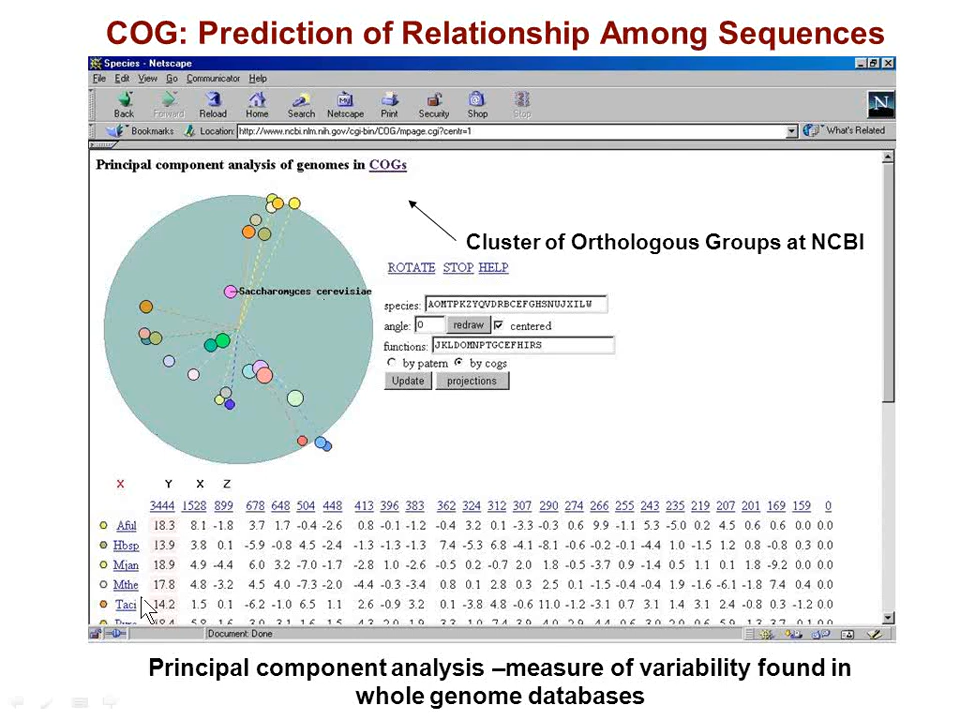 COG: Prediction of Relationship Among Sequences
Species - Netscape
File Edit View Go Communicator Help
Back Forward Reload Home Search Netscape Print Security Shop Stop
Bookmarks Location: http://www.ncbi.nlm.nih.gov/cgi-bin/COG/mpage.cgi?centr=1 What's Related
Principal component analysis of genomes in COGs
Cluster of Orthologous Groups at NCBI
ROTATE STOP HELP
Saccharomyces cerevisiae
species: AOMTPKZYQVDRBCEFGHSNUJXILW
angle: 0 redraw centered
functions: JKLDOMNPTGCEFHIRS
by patern by cogs
Update projections
X Y X Z
3444 1528 899 678 648 504 448 413 396 383 362 324 312 307 290 274 266 255 243 235 219 207 201 169 159 0
Aful 18.3 8.1 -1.8 3.7 1.7 -0.4 -2.6 0.8 -0.1 -1.2 -0.4 3.2 0.1 -3.3 -0.3 0.6 9.9 -1.1 5.3 -5.0 0.2 4.5 0.6 0.6 0.0 0.0
Hbsp 13.9 3.8 0.1 -5.9 -0.8 4.5 -2.4 -1.3 -1.3 -1.3 7.4 -5.3 6.8 -4.1 -8.1 -0.6 -0.2 -0.1 -4.4 1.0 -1.5 1.2 0.8 -0.8 0.3 0.0
Mjan 18.9 4.9 -4.4 6.0 3.2 -7.0 -1.7 -2.8 1.0 -2.6 -0.5 0.2 -0.7 2.0 1.8 -0.5 -3.7 0.9 -1.4 0.5 1.1 0.1 1.8 -9.2 0.0 0.0
Mthe 17.8 4.8 -3.2 4.5 4.0 -7.3 -2.0 -4.4 -0.3 -3.4 0.8 0.1 2.8 0.3 2.5 0.1 -1.5 -0.4 -0.4 1.9 -1.6 -6.1 -1.8 7.4 0.4 0.0
Taci 14.2 1.5 0.1 -6.2 -1.0 6.5 1.1 2.6 -0.9 3.2 0.1 -3.8 4.8 -0.6 11.0 -1.2 -3.1 0.7 3.1 1.4 3.1 2.4 -0.8 0.3 -1.2 0.0
Document: Done
Principal component analysis –measure of variability found in
whole genome databases